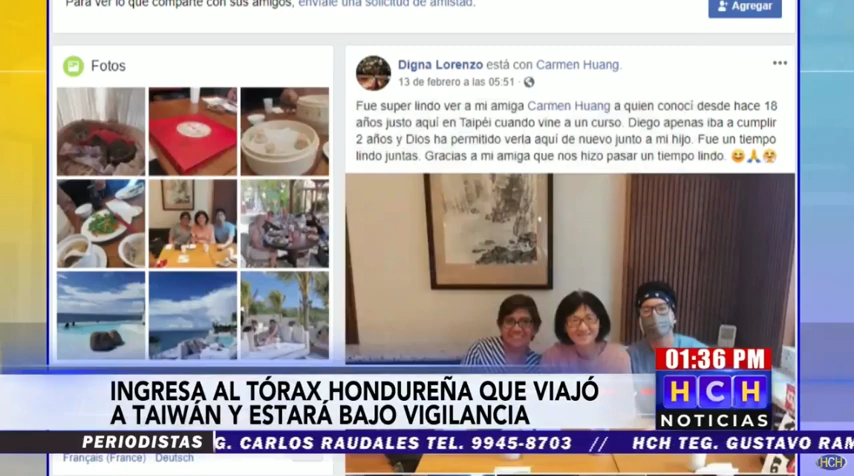 Para ver lo que comparte con sus amigos, envíale una solicitud de amistad.
Agregar
Fotos
Digna Lorenzo está con Carmen Huang.
13 de febrero a las 05:51
Fue super lindo ver a mi amiga Carmen Huang a quien conocí desde hace 18
años justo aquí en Taipéi cuando vine a un curso. Diego apenas iba a cumplir
2 años y Dios ha permitido verla aquí de nuevo junto a mi hijo. Fue un tiempo
lindo juntas. Gracias a mi amiga que nos hizo pasar un tiempo lindo.
01:36 PM
INGRESA AL TÓRAX HONDUREÑA QUE VIAJÓ
A TAIWÁN Y ESTARÁ BAJO VIGILANCIA
HCH
NOTICIAS
PERIODISTAS G. CARLOS RAUDALES TEL. 9945-8703 // HCH TEG. GUSTAVO RAM
Français (France) Deutsch
HCH